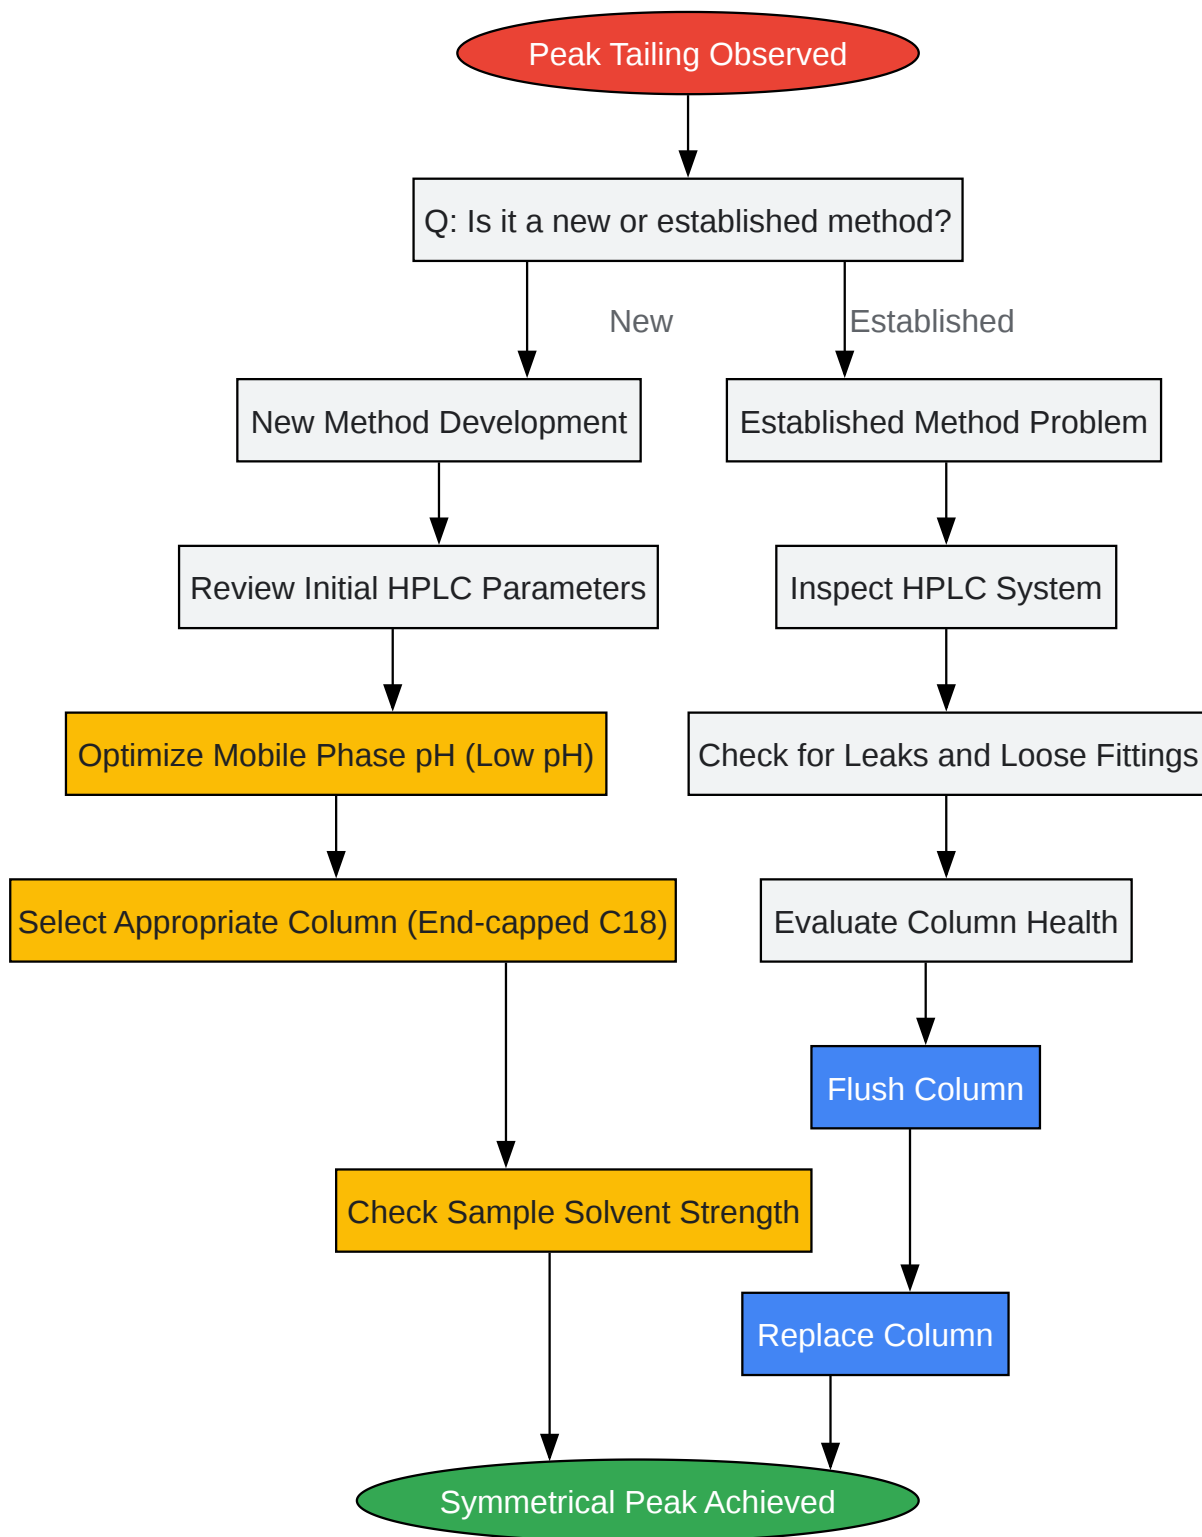 Peak Tailing Observed
Q: Is it a new or established method?
New
Established
New Method Development
Established Method Problem
Review Initial HPLC Parameters
Inspect HPLC System
Optimize Mobile Phase pH (Low pH)
Check for Leaks and Loose Fittings
Select Appropriate Column (End-capped C18)
Evaluate Column Health
Flush Column
Check Sample Solvent Strength
Replace Column
Symmetrical Peak Achieved